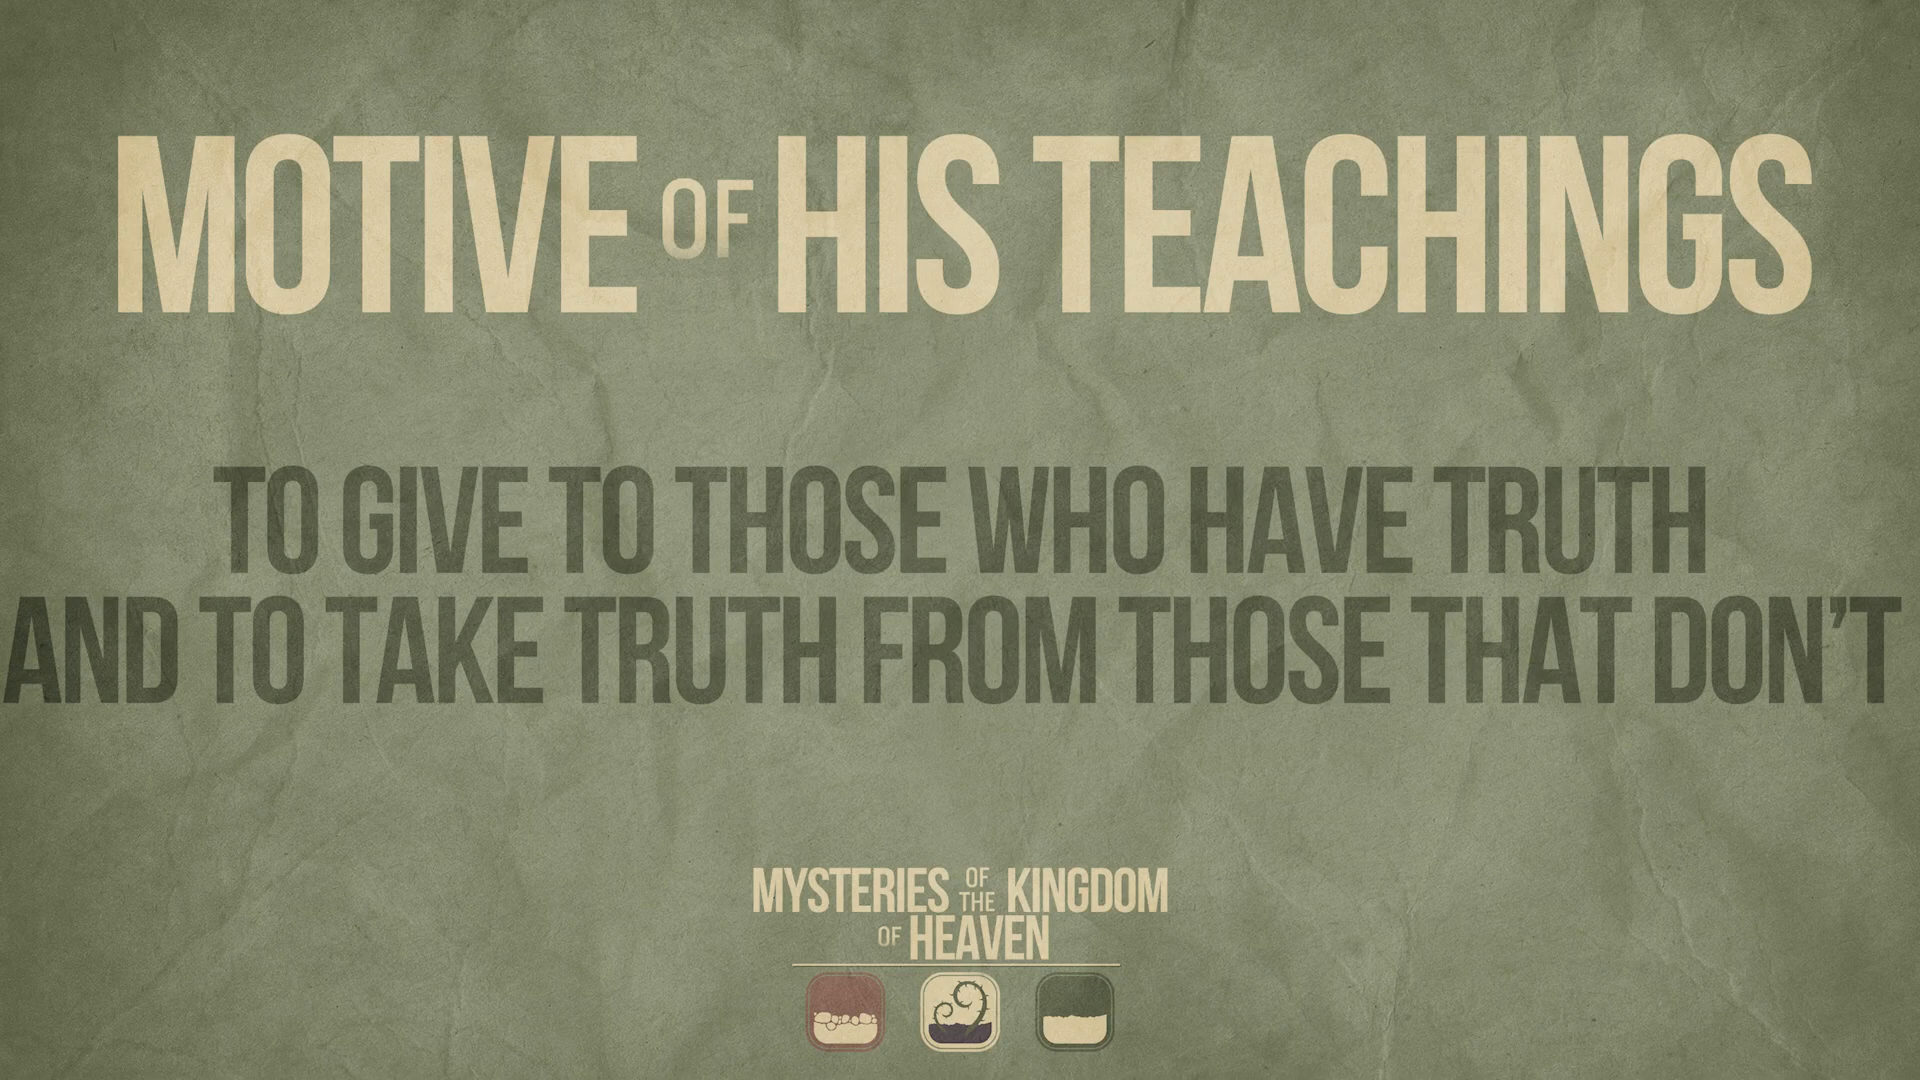 MOTIVE OF HIS TEACHINGS
TO GIVE TO THOSE WHO HAVE TRUTH
AND TO TAKE TRUTH FROM THOSE THAT DON'T
MYSTERIES OF THE KINGDOM
OF HEAVEN